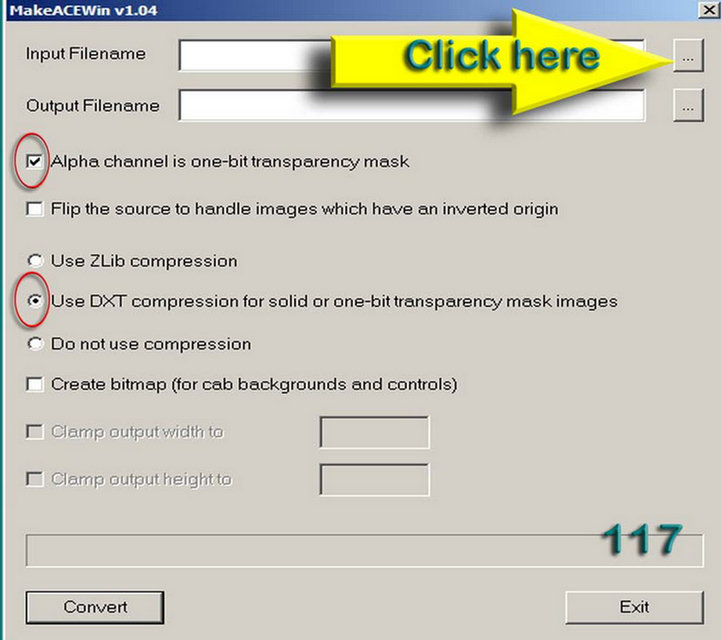 MakeACEWin v1.04
Input Filename
Click here
...
Output Filename
...
Alpha channel is one-bit transparency mask
Flip the source to handle images which have an inverted origin
Use ZLib compression
Use DXT compression for solid or one-bit transparency mask images
Do not use compression
Create bitmap (for cab backgrounds and controls)
Clamp output width to
Clamp output height to
117
Convert
Exit